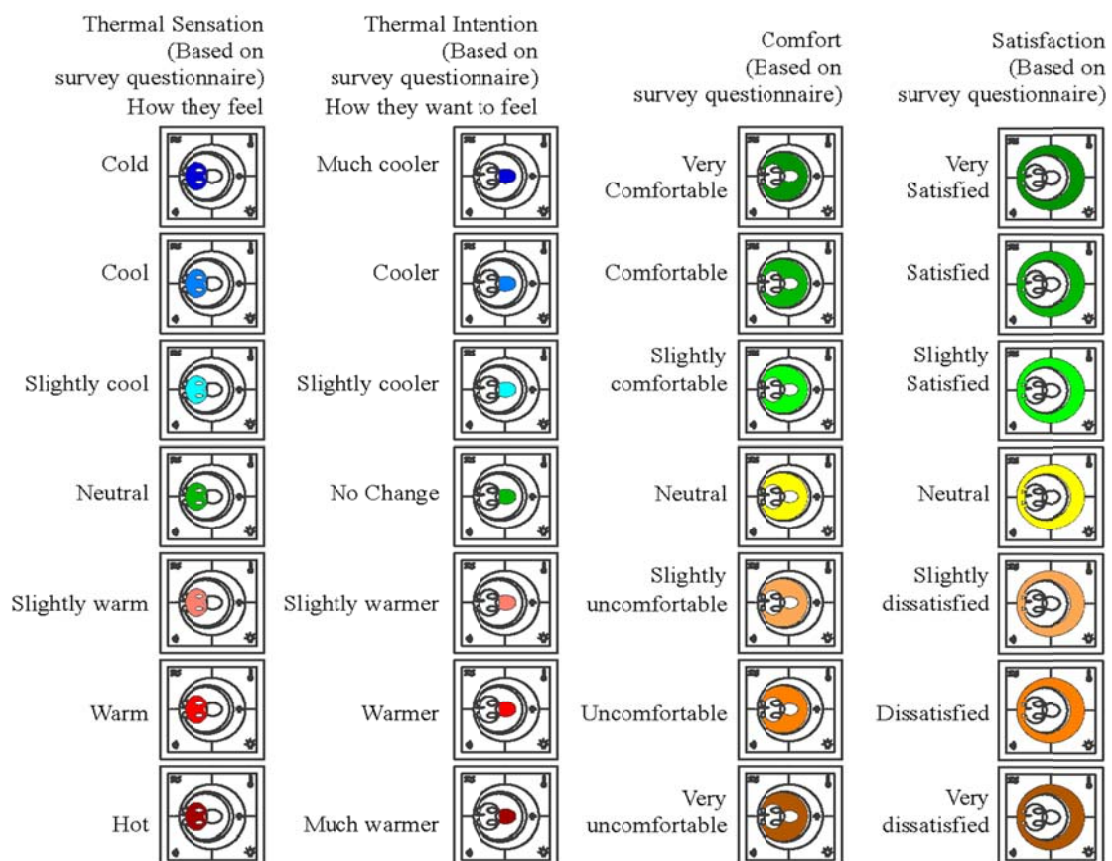 Thermal Sensation
(Based on
survey questionnaire)
How they feel
Thermal Intention
(Based on
survey questionnaire)
How they want to feel
Comfort
(Eased on
survey questionnaire)
Satisfaction
(Based on
survey questionnaire)
Cold
Much cooler
Very
Comfortable
Very
Satisfied
Cool
Cooler
Comfortable
Satisfied
Slightly cool
Slightly cooler
Slightly
comfortable
Slightly
Satisfied
Neutral
No Change
Neutral
Neutral
Slightly warm
Slightly warmer
Slightly
uncomfortable
Slightly
dissatisfied
Warm
Warmer
Uncomfortable
Dissatisfied
Hot
Much warmer
Very
uncomfortable
Very
dissatisfied